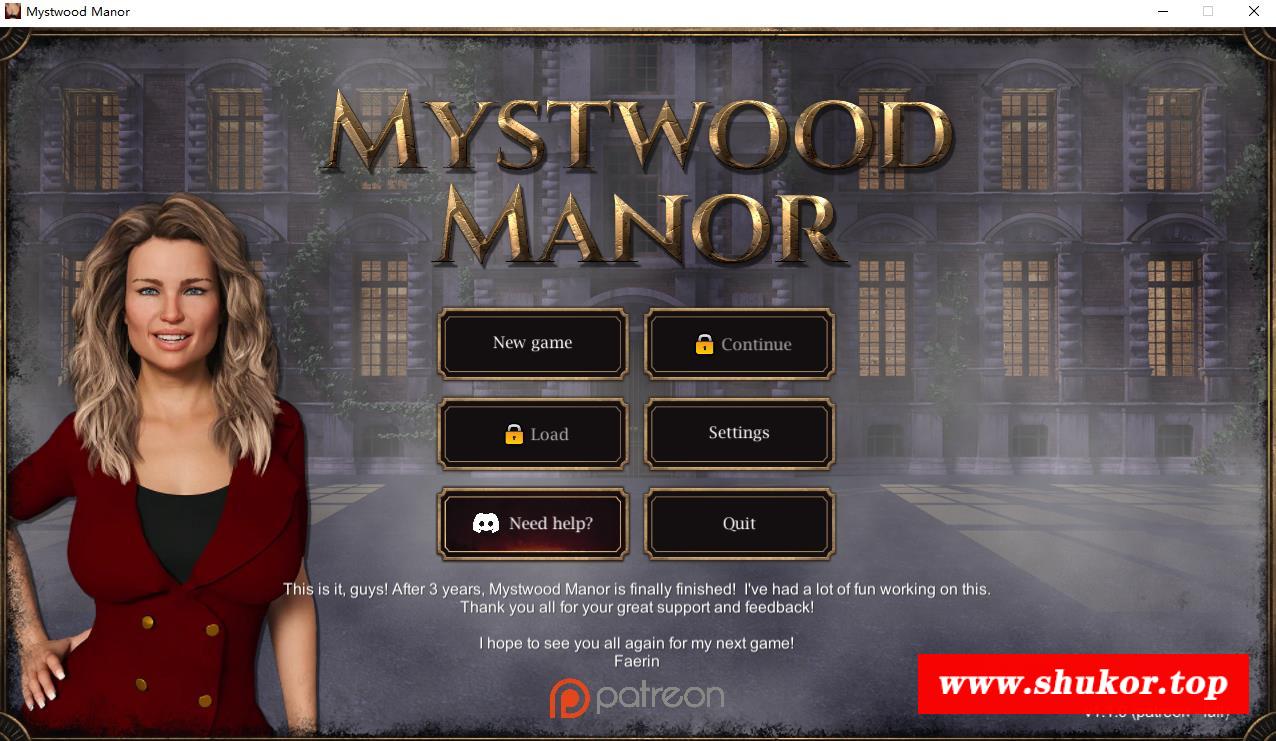 Mystwood Manor
MYSTWOOD
MANOR
New game
Continue
Load
Settings
Need help?
Quit
This is it, guys! After 3 years, Mystwood Manor is finally finished! I've had a lot of fun working on this.
Thank you all for your great support and feedback!
I hope to see you all again for my next game!
Faerin
patreon
www.shukor.top